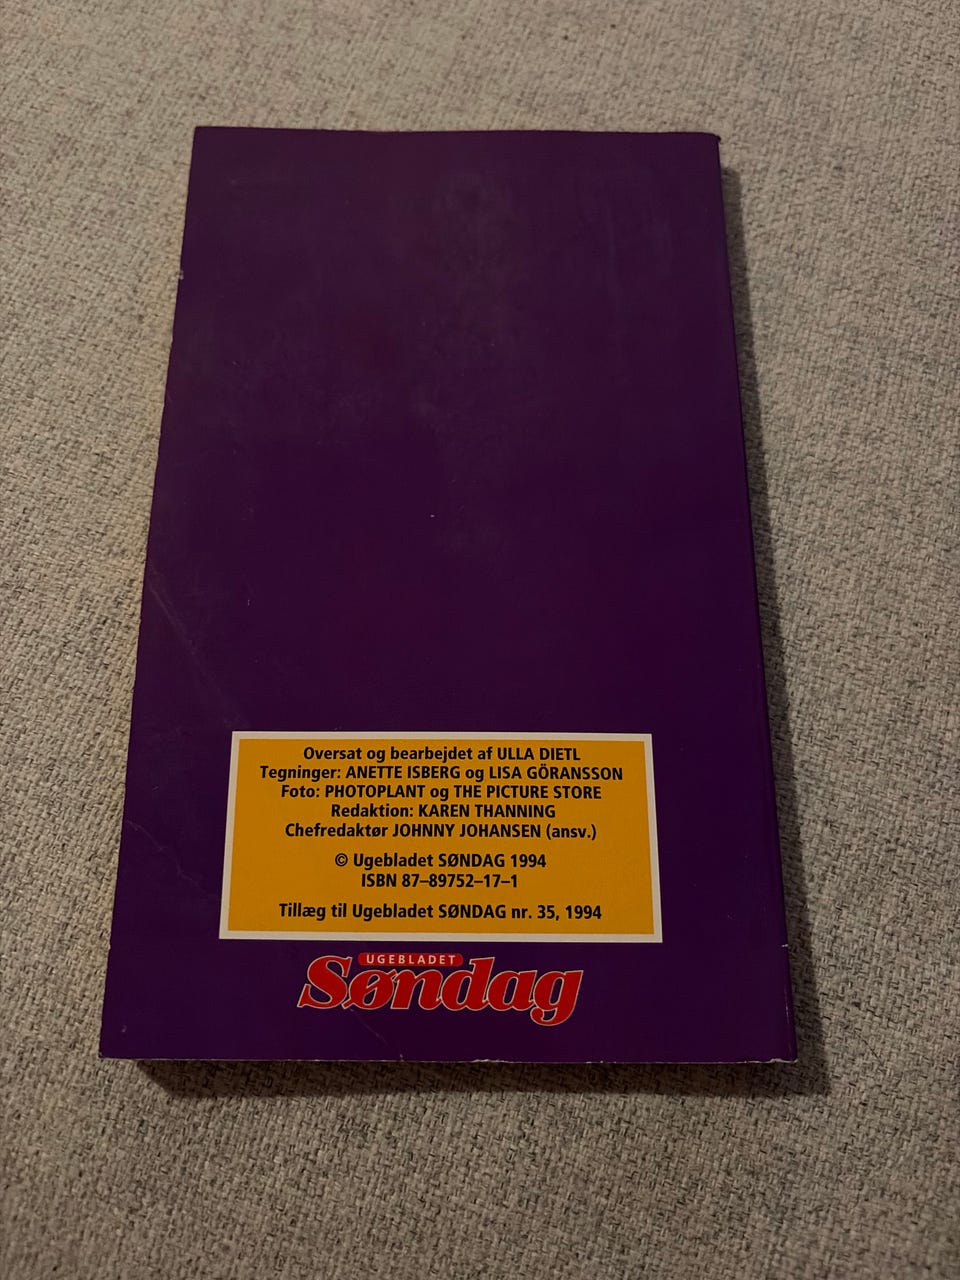 Oversat og bearbejdet af ULLA DIETL
Tegninger: ANETTE ISBERG og LISA GÖRANSSON
Foto: PHOTOPLANT og THE PICTURE STORE
Redaktion: KAREN THANNING
Chefredaktør JOHNNY JOHANSEN (ansv.)
© Ugebladet SØNDAG 1994
ISBN 87–89752–17–1
Tillæg til Ugebladet SØNDAG nr. 35, 1994
UGEBLADET
Søndag